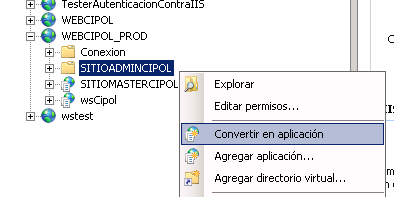 TesterAutenticacionContraIIS
WEBCIPOL
WEBCIPOL_PROD
Conexion
SITIOADMINCIPOL
SITIOMASTERCIPOL
wsCipol
wstest
Explorar
Editar permisos...
Convertir en aplicación
Agregar aplicación...
Agregar directorio virtual...